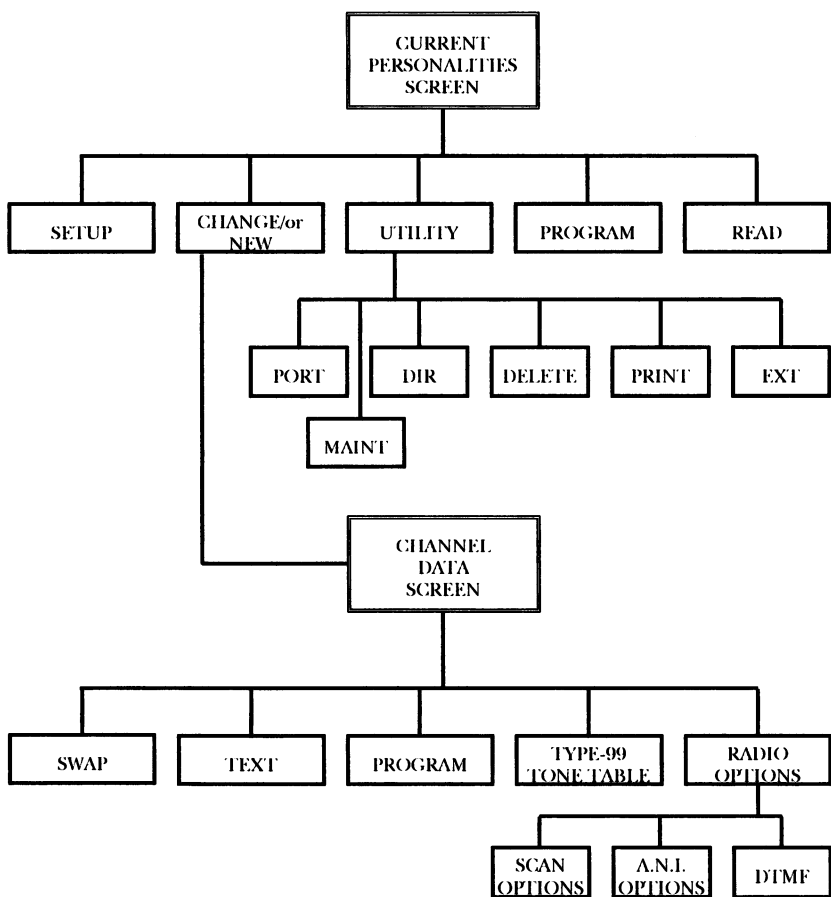 CURRENT
PERSONALITIES
SCREEN
SETUP
CHANGE/or
NEW
UTILITY
PROGRAM
READ
PORT
DIR
DELETE
PRINT
EXT
MAINT
CHANNEL
DATA
SCREEN
SWAP
TEXT
PROGRAM
TYPE-99
TONE TABLE
RADIO
OPTIONS
SCAN
OPTIONS
A.N.I.
OPTIONS
DTMF